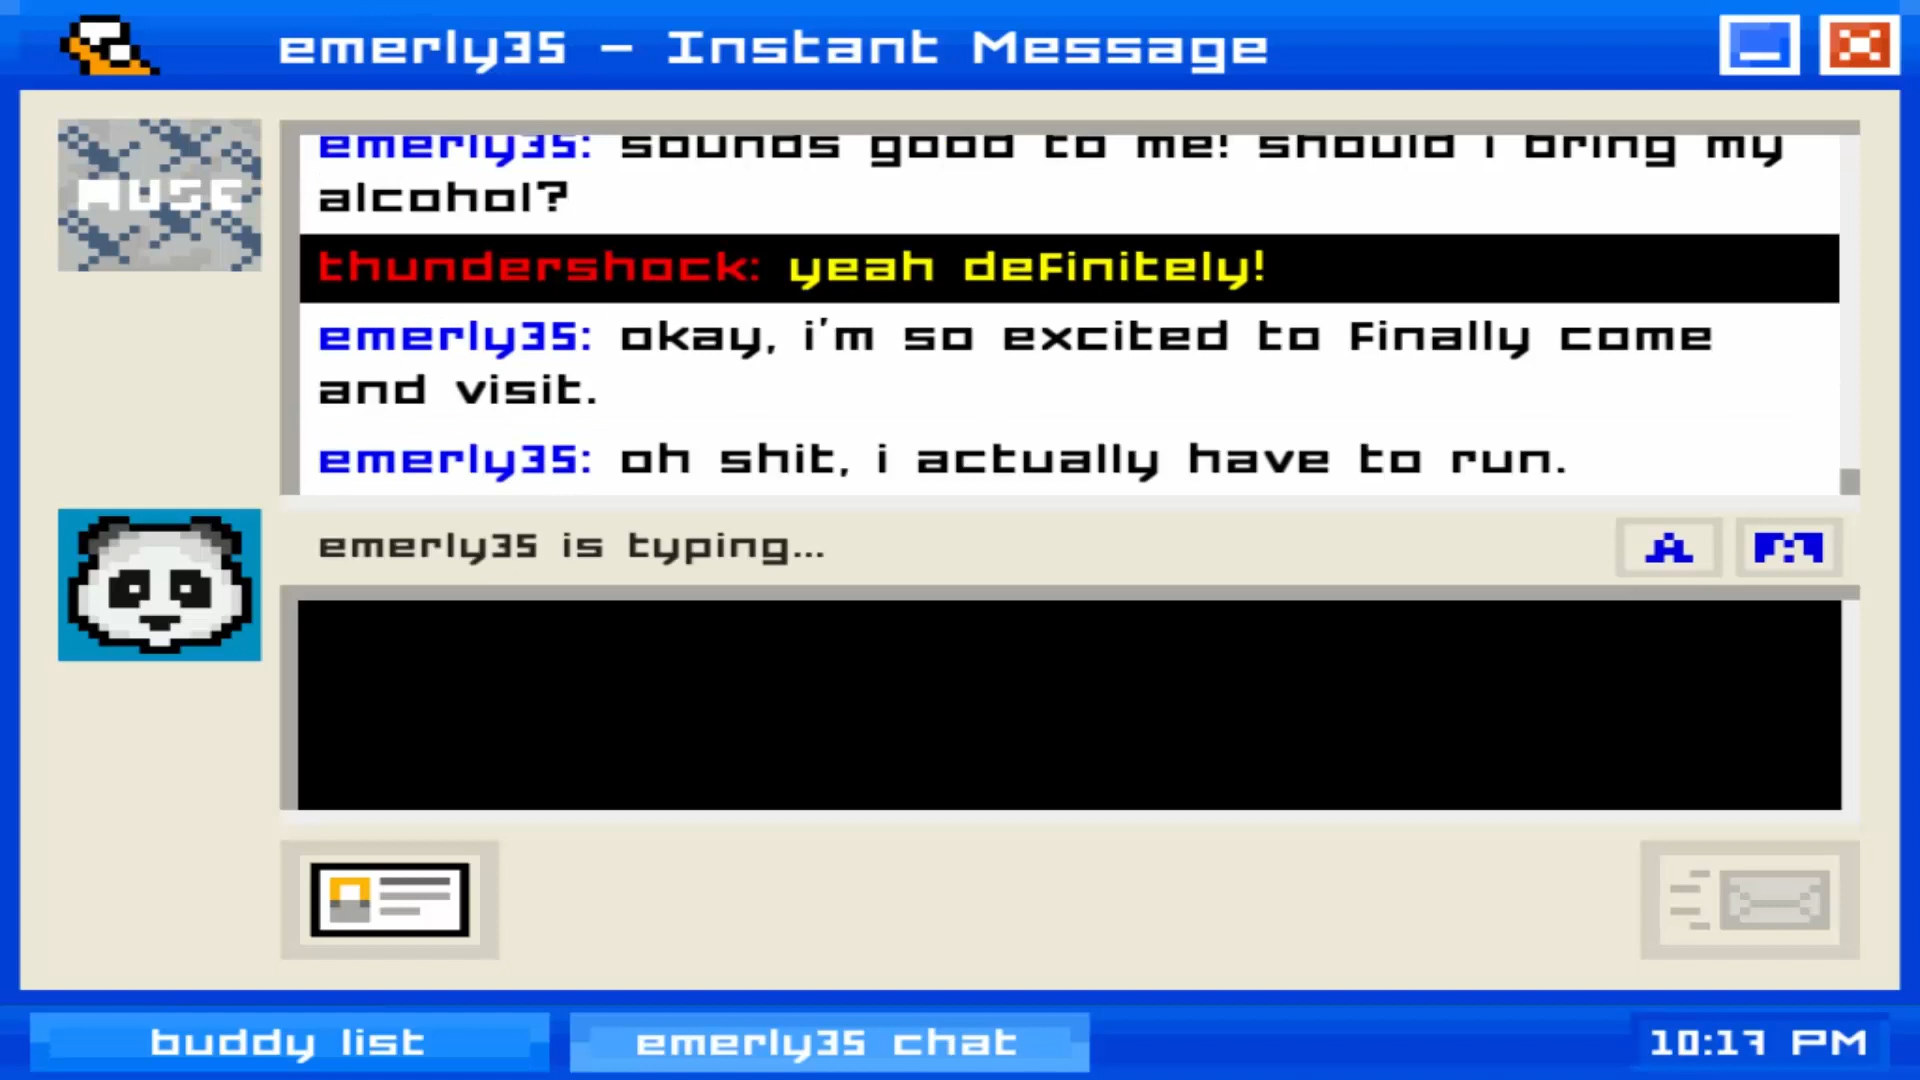 emerly35 - Instant Message
MUSE
emerly35: sounds good to me! should i bring my
alcohol?
thundershock: yeah definitely!
emerly35: okay, i'm so excited to finally come
and visit.
emerly35: oh shit, i actually have to run.
emerly35 is typing...
A
buddy list
emerly35 chat
10:17 PM